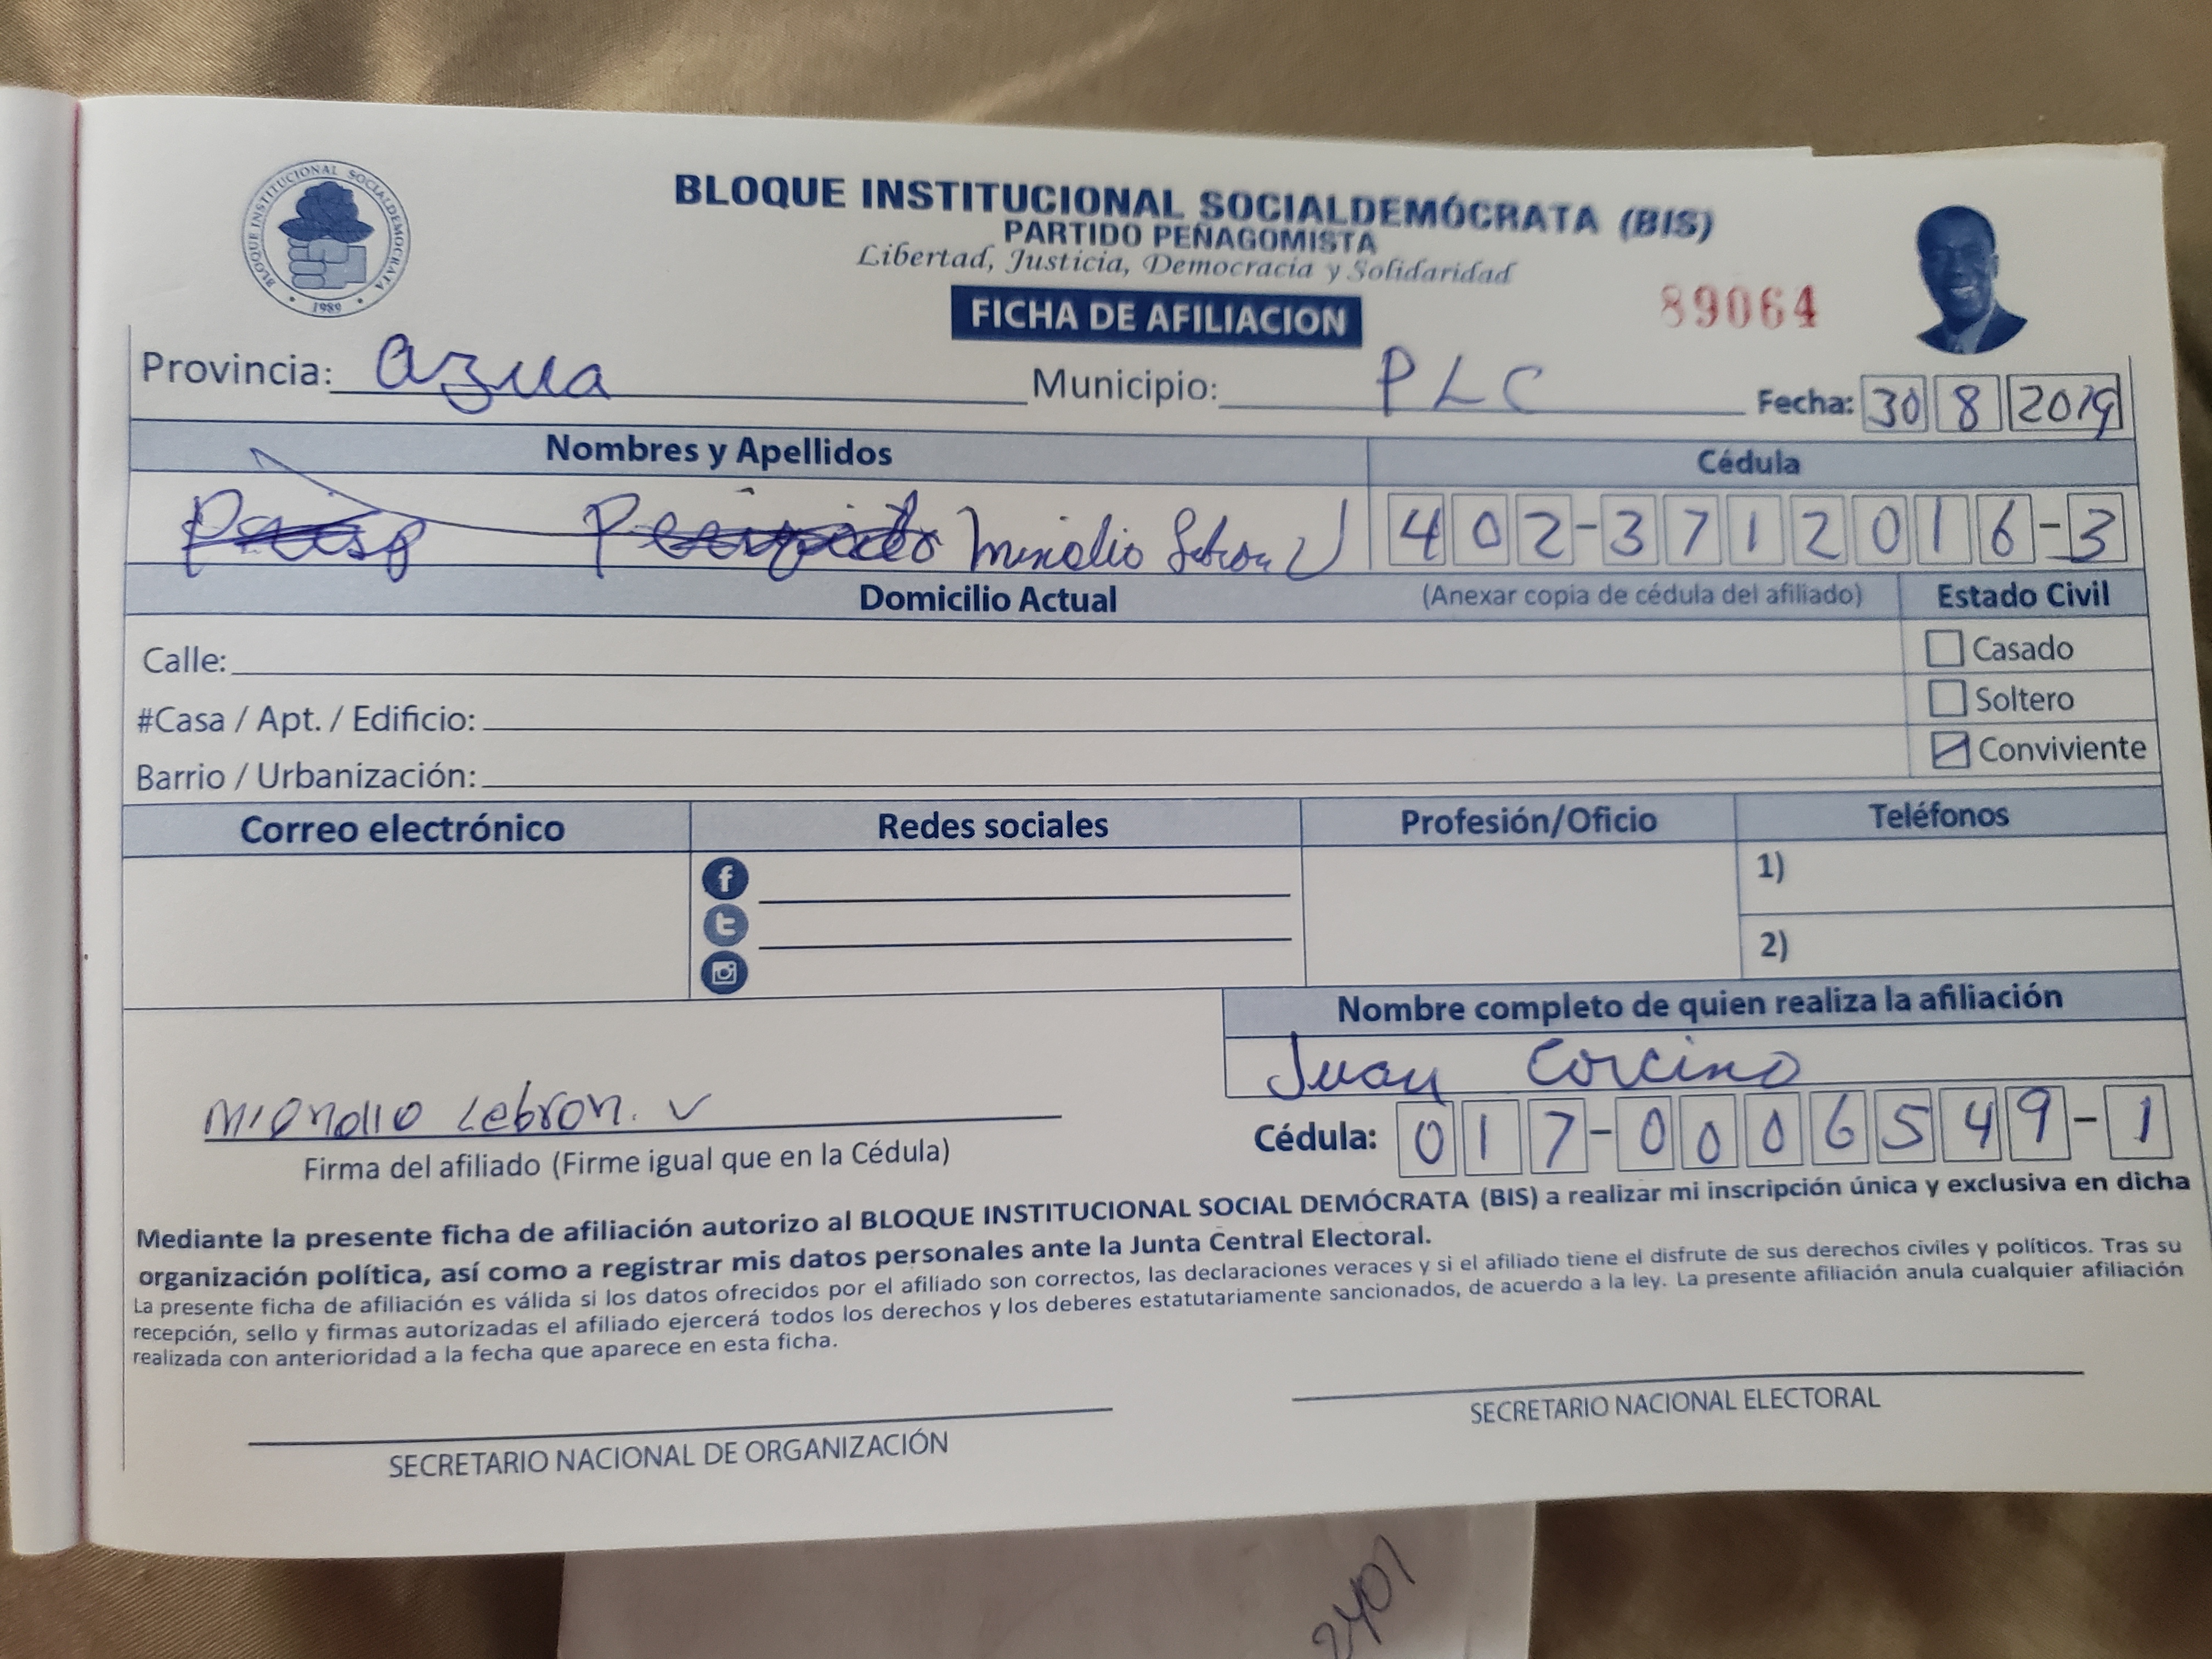 BLOQUE INSTITUCIONAL SOCIALDEMOCRATA
1989
BLOQUE INSTITUCIONAL SOCIALDEMÓCRATA (BIS)
PARTIDO PEÑAGOMISTA
Libertad, Justicia, Democracia y Solidaridad
FICHA DE AFILIACION
89064
Provincia: Azua Municipio: PLC Fecha: 30 8 2019
Nombres y Apellidos Cédula
402-3712016-3
Domicilio Actual (Anexar copia de cédula del afiliado) Estado Civil
Calle: Casado
#Casa / Apt. / Edificio: Soltero
Barrio / Urbanización: Conviviente
Correo electrónico Redes sociales Profesión/Oficio Teléfonos
1)
2)
Nombre completo de quien realiza la afiliación
Juan Corcino
Lebron. V
Cédula: 017-0006549-1
Firma del afiliado (Firme igual que en la Cédula)
Mediante la presente ficha de afiliación autorizo al BLOQUE INSTITUCIONAL SOCIAL DEMÓCRATA (BIS) a realizar mi inscripción única y exclusiva en dicha
organización política, así como a registrar mis datos personales ante la Junta Central Electoral.
La presente ficha de afiliación es válida si los datos ofrecidos por el afiliado son correctos, las declaraciones veraces y si el afiliado tiene el disfrute de sus derechos civiles y políticos. Tras su
recepción, sello y firmas autorizadas el afiliado ejercerá todos los derechos y los deberes estatutariamente sancionados, de acuerdo a la ley. La presente afiliación anula cualquier afiliación
realizada con anterioridad a la fecha que aparece en esta ficha.
SECRETARIO NACIONAL DE ORGANIZACIÓN
SECRETARIO NACIONAL ELECTORAL
2401